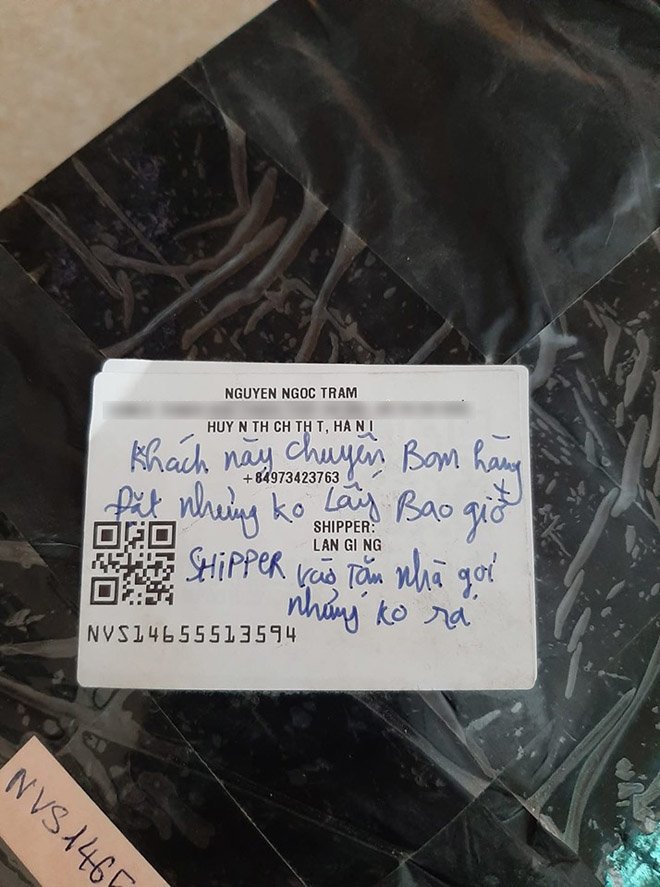 NGUYEN NGOC TRAM
HUY N TH CH TH T, HA N I
Khách này chuyên Bom hàng
+84973423763
Đặt nhưng ko Lấy Bao giờ
SHIPPER:
LAN GI NG
SHIPPER vào tận nhà gọi
nhưng ko ra
NVS14655513594
NVS1465